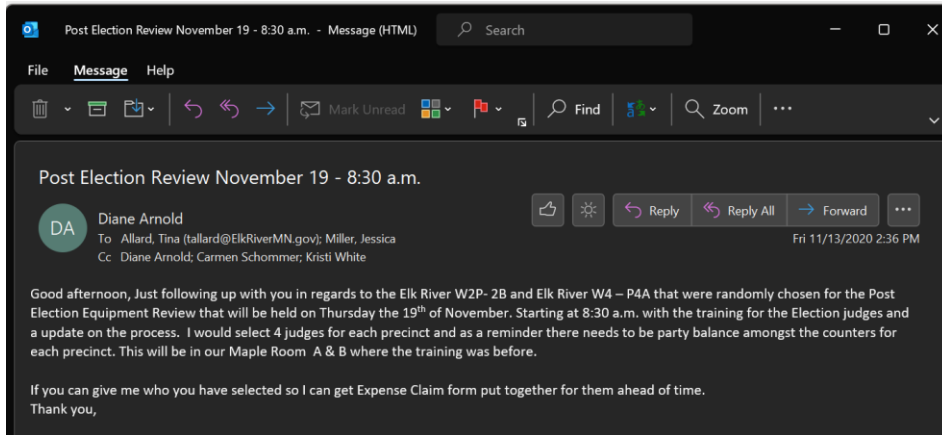 Post Election Review November 19 - 8:30 a.m. - Message (HTML)
Search
File Message Help
Mark Unread Find Zoom
Post Election Review November 19 - 8:30 a.m.
DA
Diane Arnold
Reply Reply All Forward
To Allard, Tina (tallard@ElkRiverMN.gov); Miller, Jessica
Fri 11/13/2020 2:36 PM
Cc Diane Arnold; Carmen Schommer; Kristi White
Good afternoon, Just following up with you in regards to the Elk River W2P- 2B and Elk River W4 – P4A that were randomly chosen for the Post
Election Equipment Review that will be held on Thursday the 19th of November. Starting at 8:30 a.m. with the training for the Election judges and
a update on the process. I would select 4 judges for each precinct and as a reminder there needs to be party balance amongst the counters for
each precinct. This will be in our Maple Room A & B where the training was before.
If you can give me who you have selected so I can get Expense Claim form put together for them ahead of time.
Thank you,